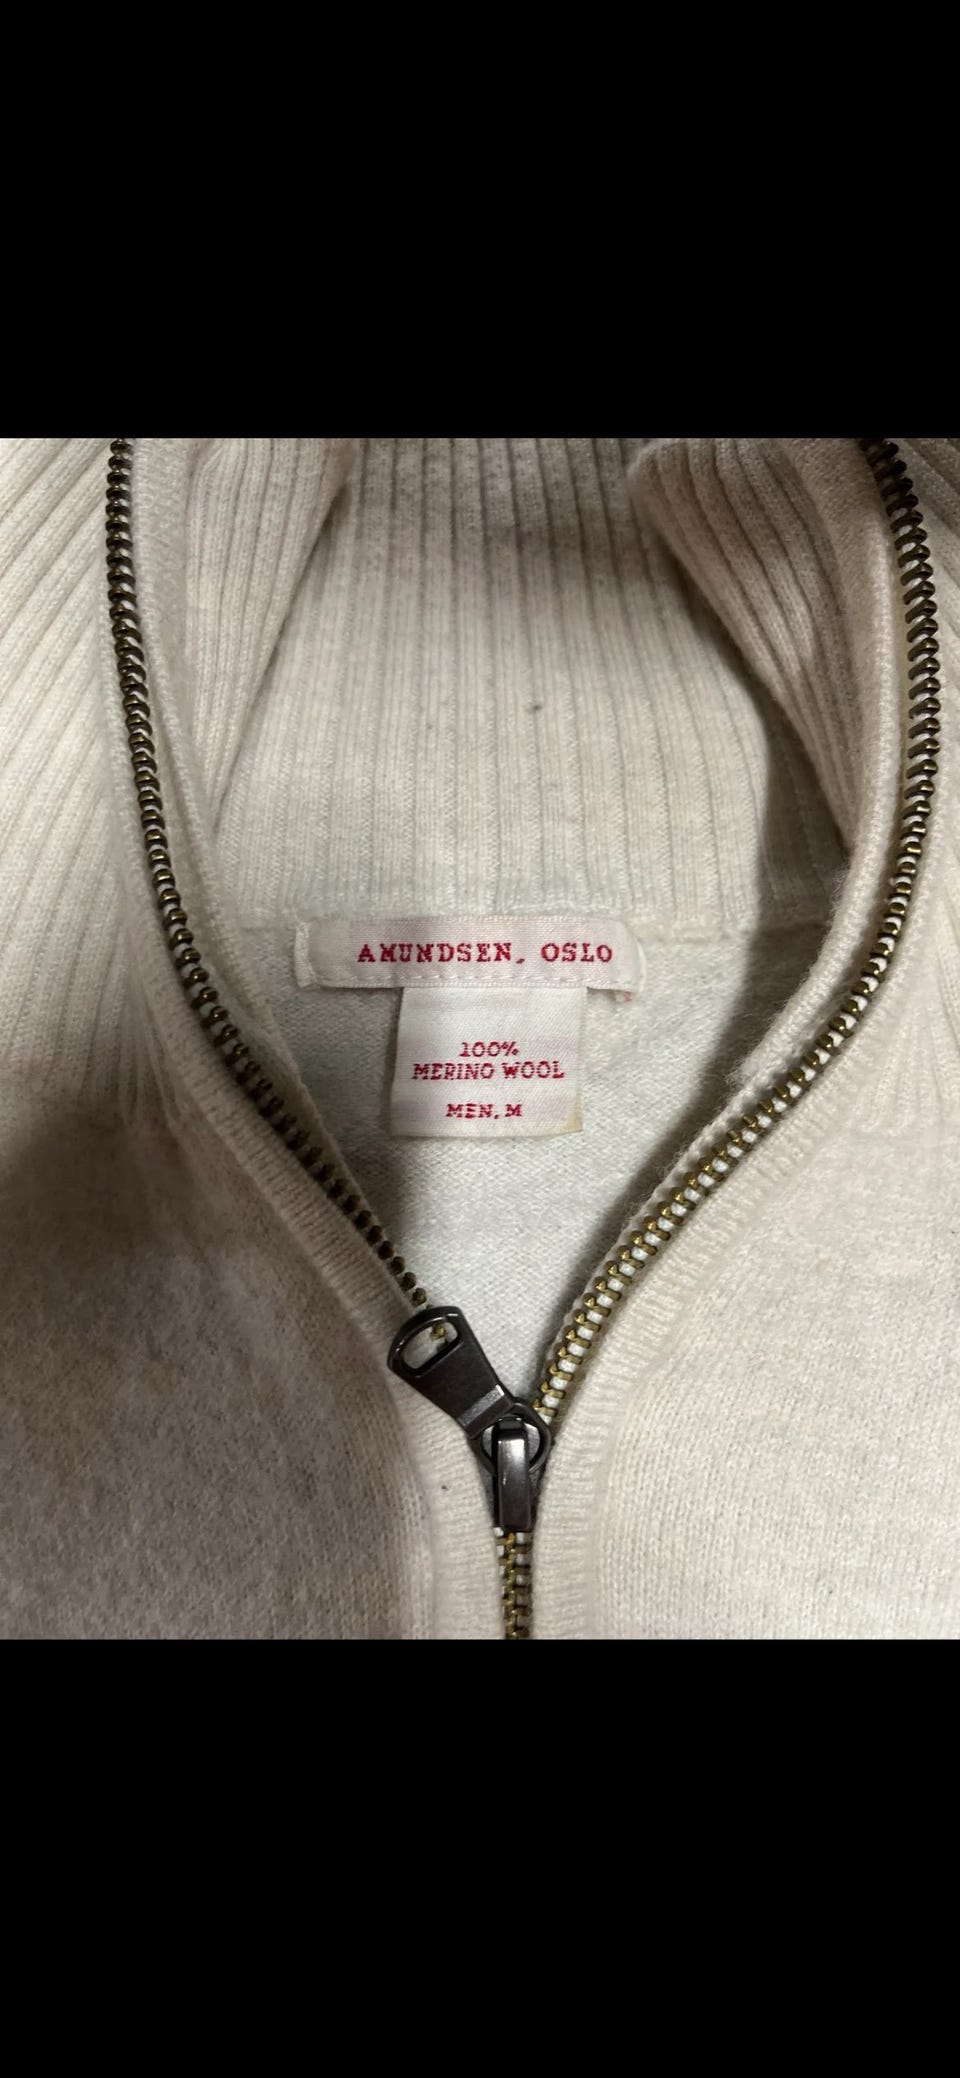 AMUNDSEN, OSLO
100%
MERINO WOOL
MEN, M